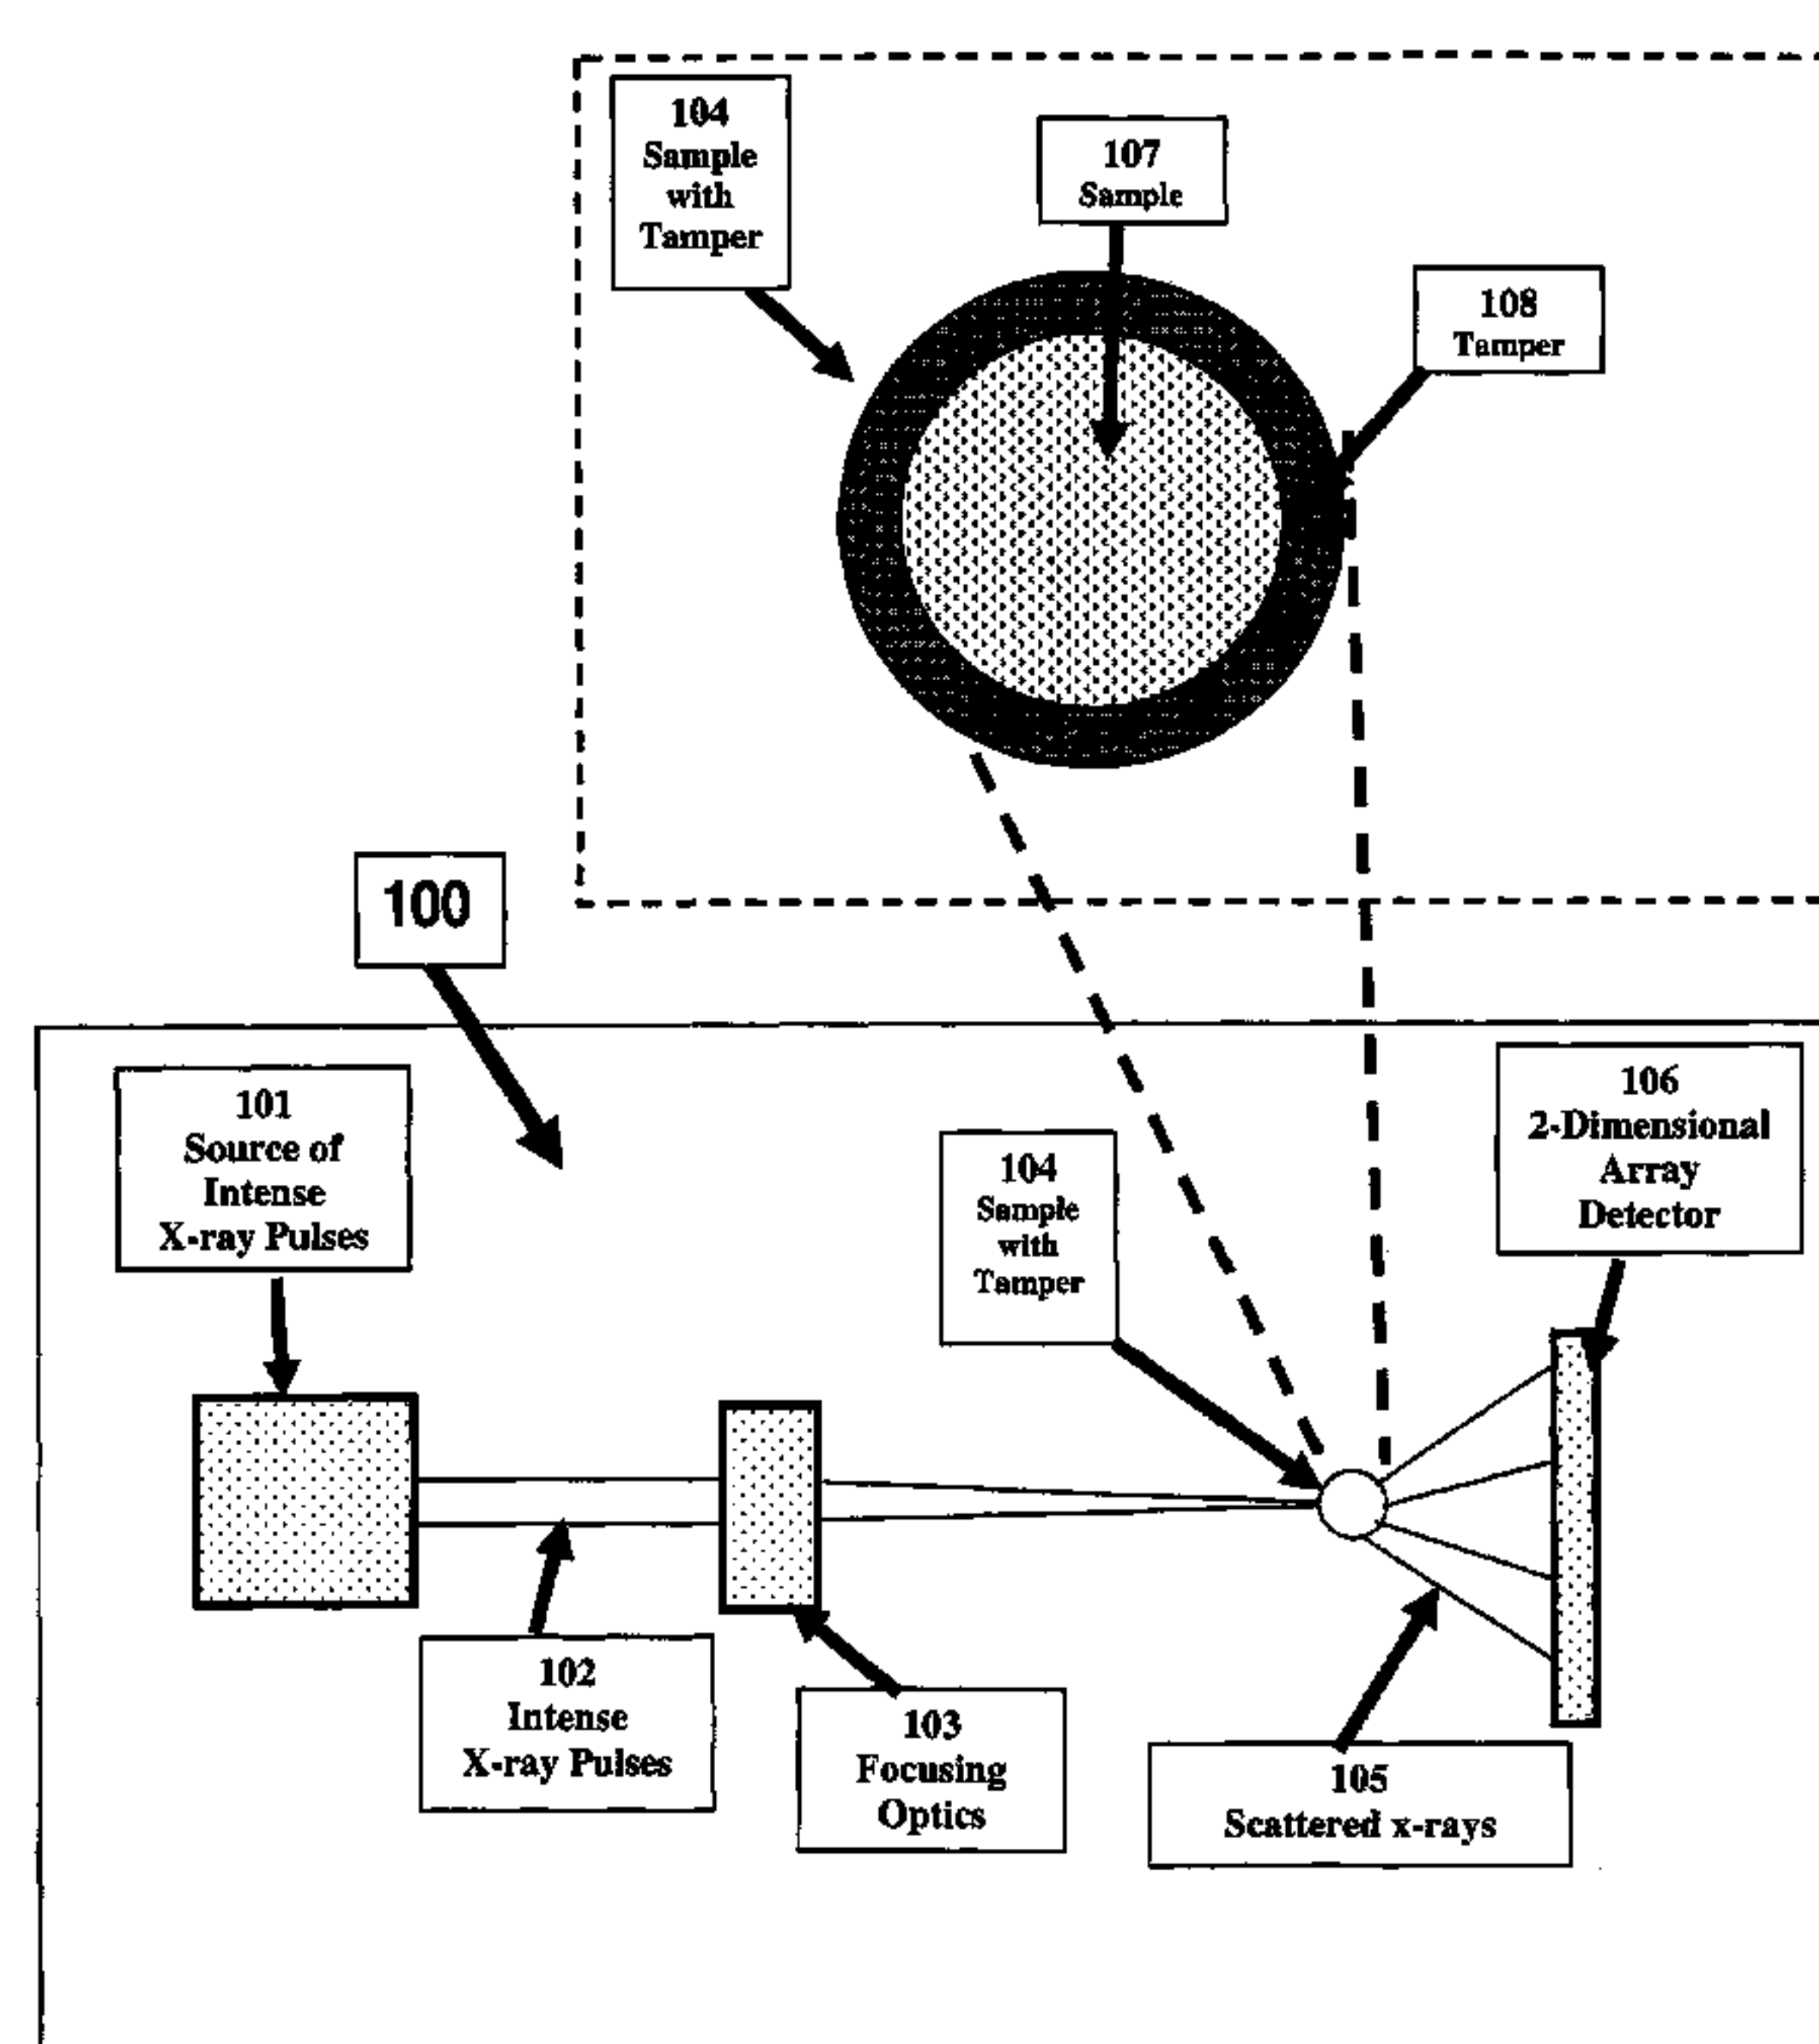 104
Sample
with
Tamper
107
Sample
108
Tamper
100
101
Source of
Intense
X-ray Pulses
104
Sample
with
Tamper
106
2-Dimensional
Array
Detector
102
Intense
X-ray Pulses
103
Focusing
Optics
105
Scattered x-rays